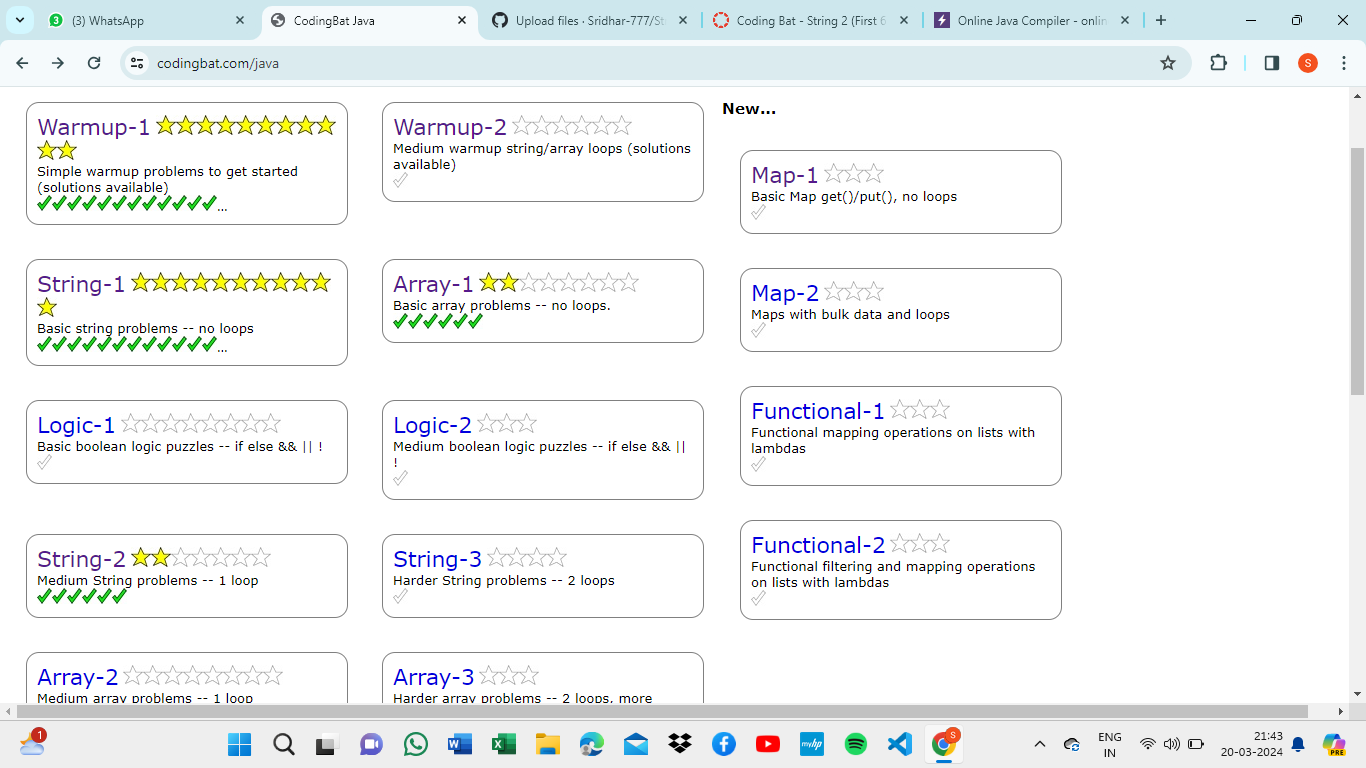 (3) WhatsApp
CodingBat Java
Upload files · Sridhar-777/St
Coding Bat - String 2 (First 6
Online Java Compiler - onlin
codingbat.com/java
S
Warmup-1
Simple warmup problems to get started
(solutions available)
...
Warmup-2
Medium warmup string/array loops (solutions
available)
New...
Map-1
Basic Map get()/put(), no loops
String-1
Basic string problems -- no loops
...
Array-1
Basic array problems -- no loops.
Map-2
Maps with bulk data and loops
Logic-1
Basic boolean logic puzzles -- if else && || !
Logic-2
Medium boolean logic puzzles -- if else && ||
!
Functional-1
Functional mapping operations on lists with
lambdas
String-2
Medium String problems -- 1 loop
String-3
Harder String problems -- 2 loops
Functional-2
Functional filtering and mapping operations
on lists with lambdas
Array-2
Medium array problems -- 1 loop
Array-3
Harder array problems -- 2 loops, more
1
myhp
S
ENG
IN
21:43
20-03-2024
PRE